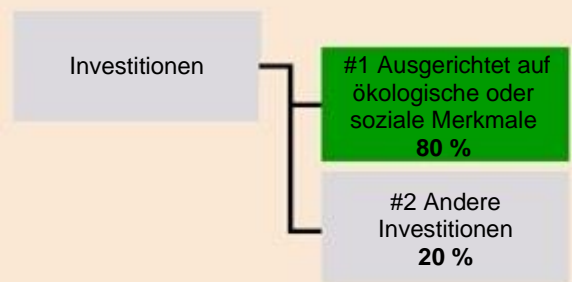 Investitionen
#1 Ausgerichtet auf
ökologische oder
soziale Merkmale
80 %
#2 Andere
Investitionen
20 %